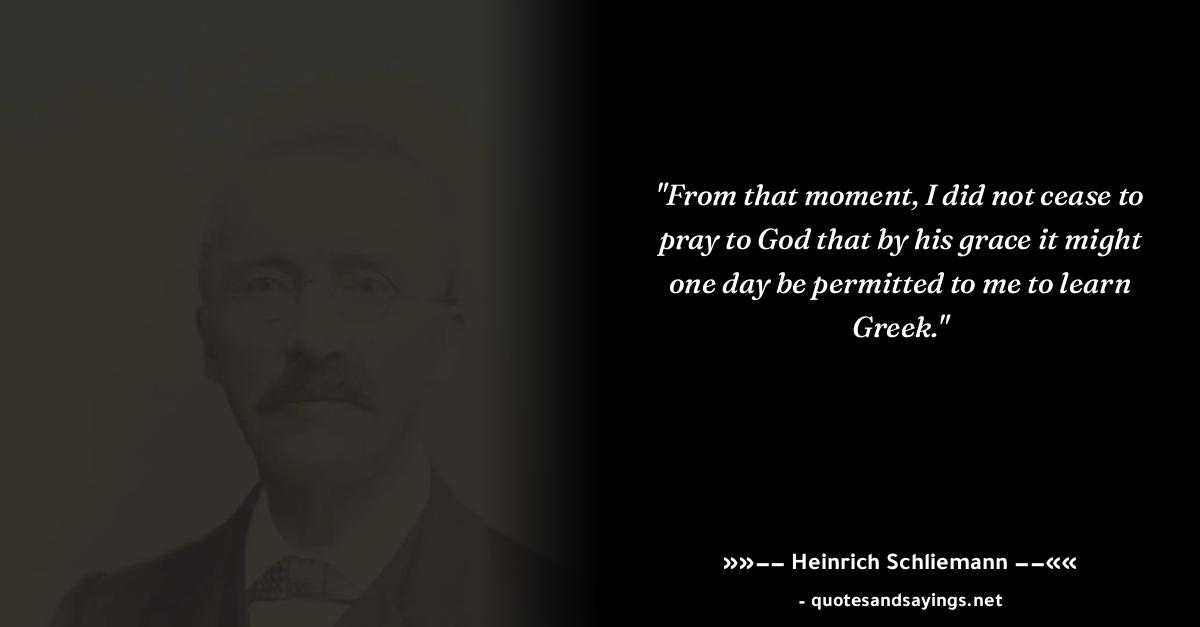 "From that moment, I did not cease to
pray to God that by his grace it might
one day be permitted to me to learn
Greek."
»»–– Heinrich Schliemann ––««
- quotesandsayings.net